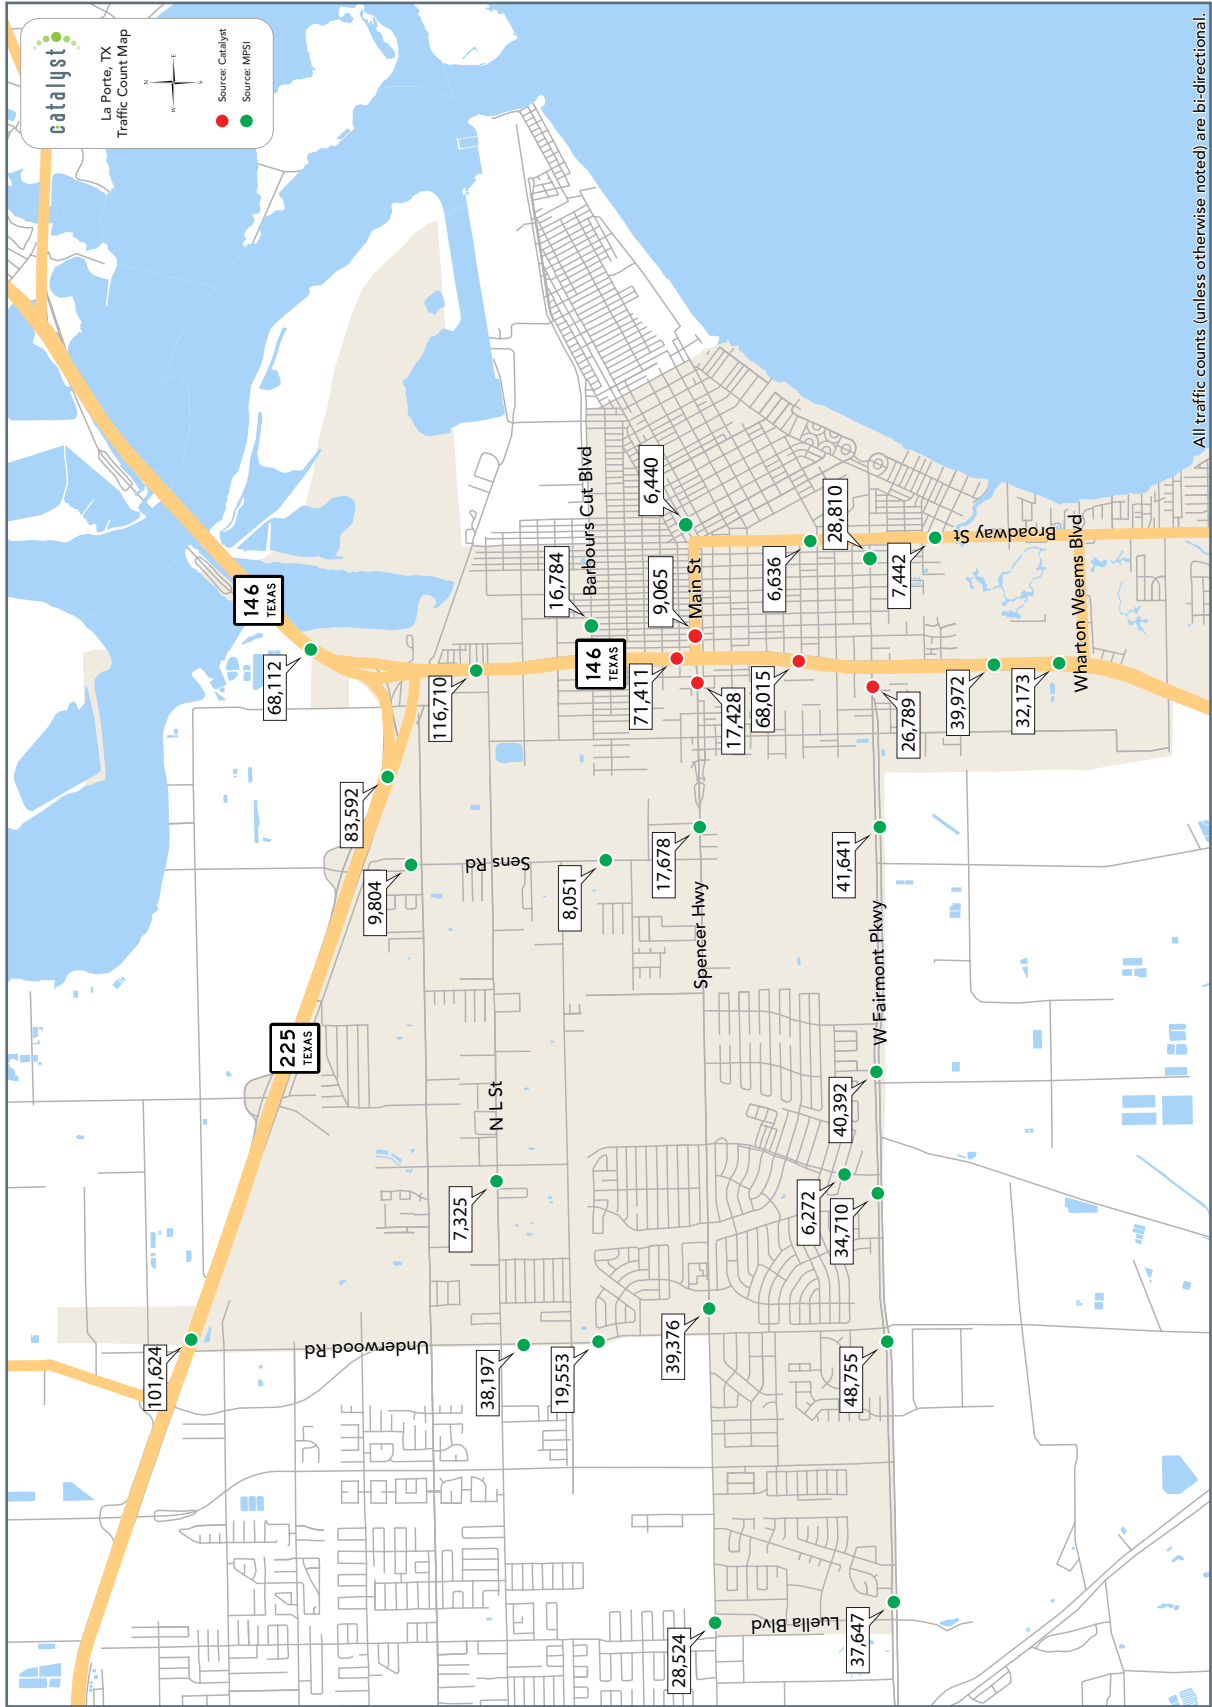 catalyst
La Porte, TX
Traffic Count Map
N
E
S
W
Source: Catalyst
Source: MPSI
146
TEXAS
68,112
116,710
83,592
9,804
225
TEXAS
101,624
Underwood Rd
38,197
19,553
39,376
48,755
28,524
Luella Blvd
37,647
7,325
N L St
6,272
34,710
40,392
W Fairmont Pkwy
41,641
Spencer Hwy
17,678
Sens Rd
8,051
Barbours Cut Blvd
16,784
146
TEXAS
71,411
17,428
9,065
Main St
6,440
68,015
26,789
6,636
28,810
7,442
Broadway St
39,972
32,173
Wharton Weems Blvd
All traffic counts (unless otherwise noted) are bi-directional.